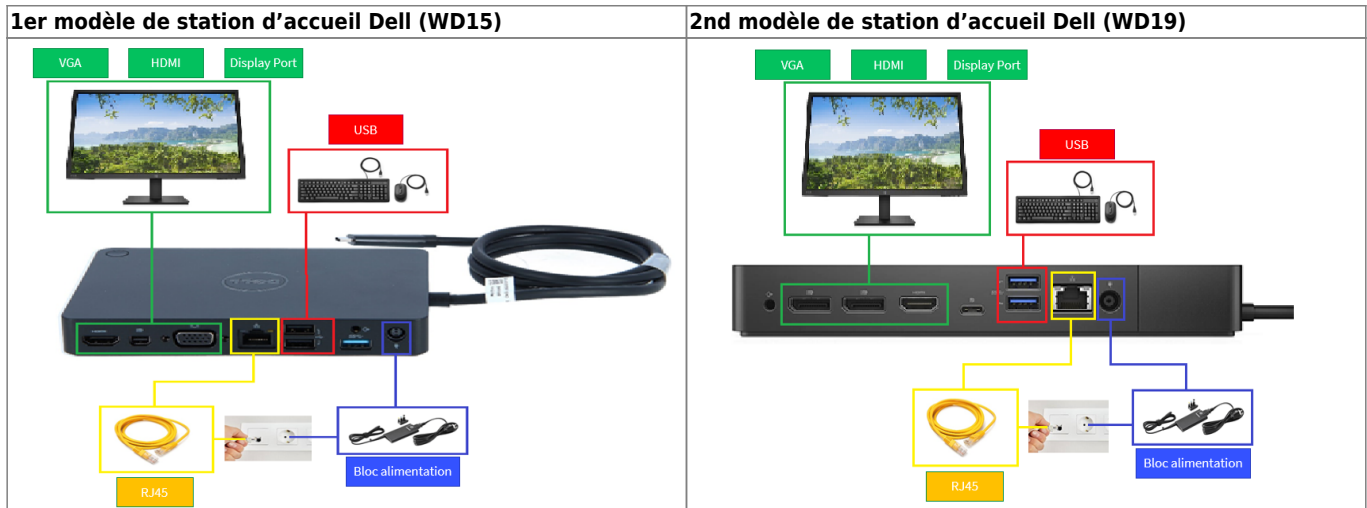 1er modèle de station d’accueil Dell (WD15)
VGA HDMI Display Port
USB
DELL
RJ45
Bloc alimentation
2nd modèle de station d’accueil Dell (WD19)
VGA HDMI Display Port
USB
RJ45
Bloc alimentation